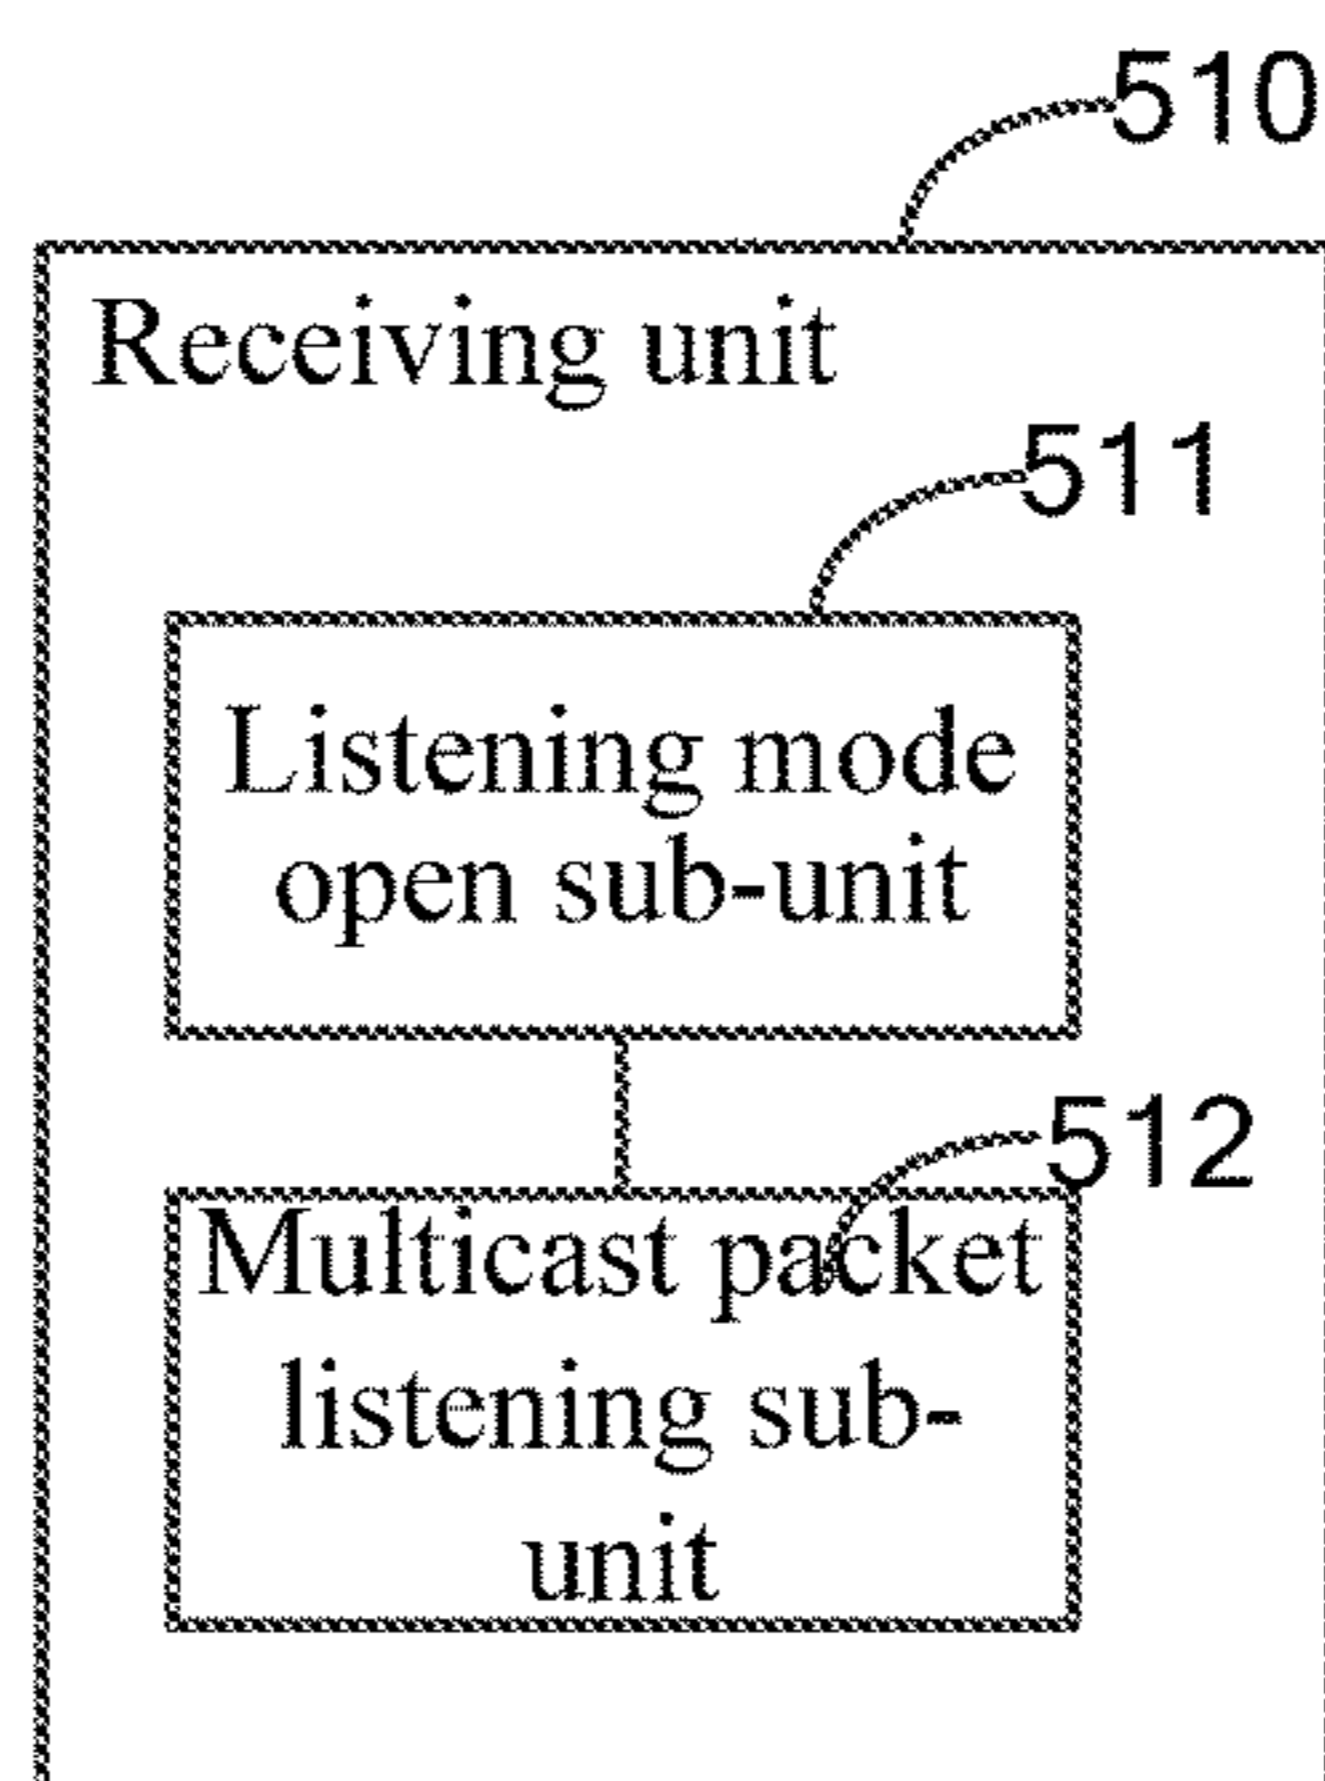 510
Receiving unit
511
Listening mode
open sub-unit
512
Multicast packet
listening sub-
unit